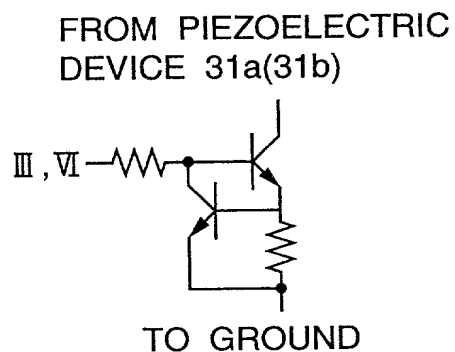 FROM PIEZOELECTRIC
DEVICE 31a(31b)
Ⅲ , Ⅵ
TO GROUND